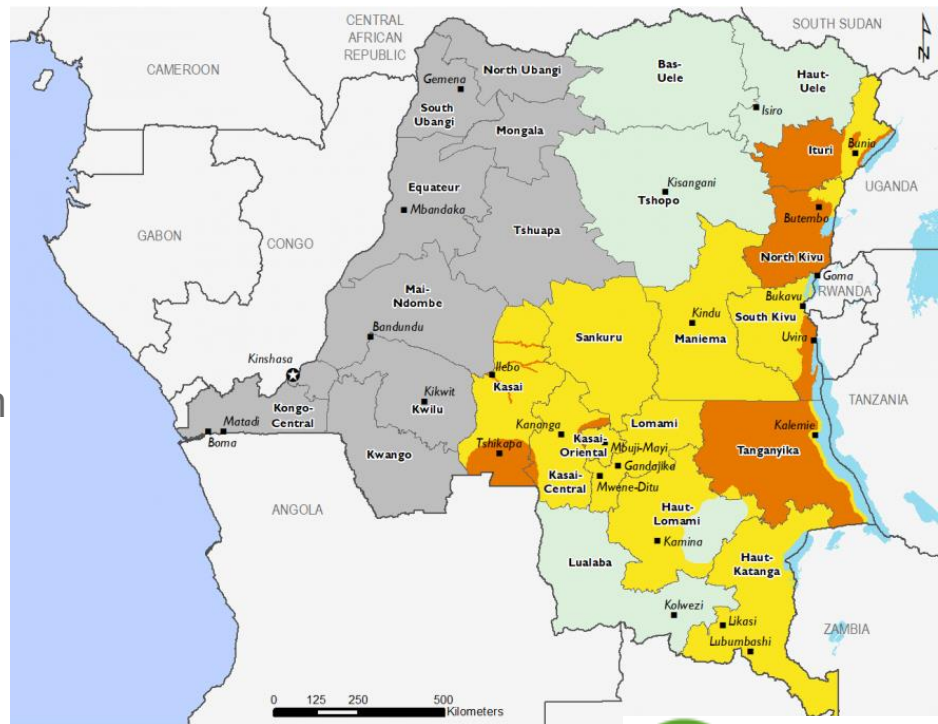 SOUTH SUDAN
CENTRAL
AFRICAN
REPUBLIC
N
CAMEROON
North Ubangi
Gemena
South
Ubangi
Mongala
Bas-
Uele
Haut-
Uele
Isiro
Ituri
Bunia
UGANDA
Equateur
Mbandaka
Kisangani
Tshopo
Butembo
GABON
CONGO
Tshuapa
North Kivu
Goma
RWANDA
Mai-
Ndombe
Bukavu
South Kivu
Bandundu
Sankuru
Kindu
Maniema
Uvira
Kinshasa
Ilebo
Kasai
TANZANIA
n
Kikwit
Kwilu
Kongo-
Central
Matadi
Boma
Kananga
Lomami
Kasai-
Oriental
Mbuji-Mayi
Kalemie
Tshikapa
Gandajika
Tanganyika
Kwango
Kasai-
Central
Mwene-Ditu
ANGOLA
Haut-
Lomami
Kamina
Haut-
Katanga
Lualaba
Kolwezi
Likasi
ZAMBIA
Lubumbashi
0 125 250 500
Kilometers